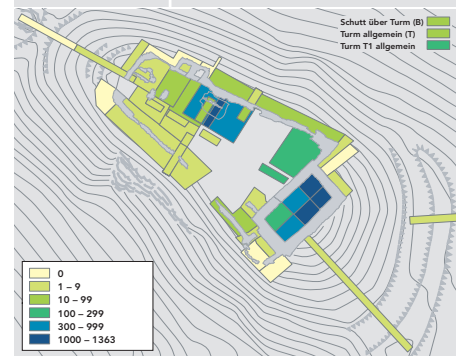 Schutt über Turm (B)
Turm allgemein (T)
Turm T1 allgemein
0
1 – 9
10 – 99
100 – 299
300 – 999
1000 – 1363